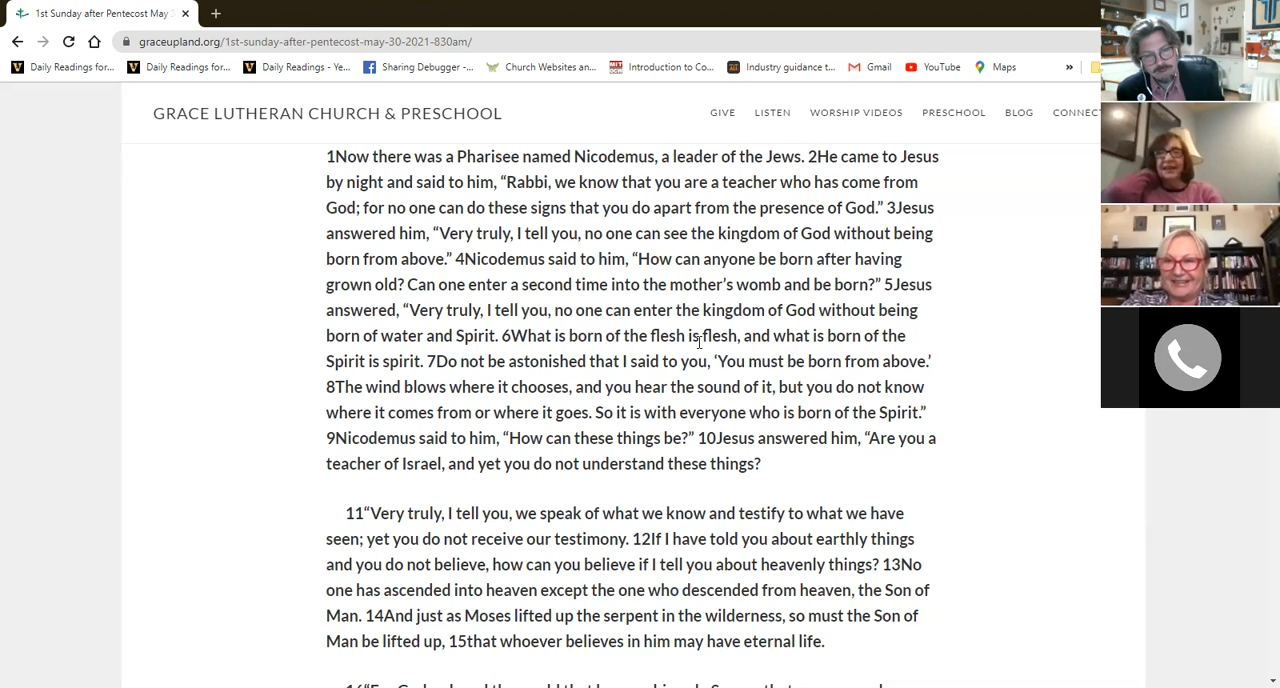 1st Sunday after Pentecost May 3
graceupland.org/1st-sunday-after-pentecost-may-30-2021-830am/
Daily Readings for... Daily Readings for... Daily Readings - Ye... Sharing Debugger -... Church Websites an... Introduction to Co... Industry guidance t... Gmail YouTube Maps »
GRACE LUTHERAN CHURCH & PRESCHOOL GIVE LISTEN WORSHIP VIDEOS PRESCHOOL BLOG CONNECT
1Now there was a Pharisee named Nicodemus, a leader of the Jews. 2He came to Jesus
by night and said to him, “Rabbi, we know that you are a teacher who has come from
God; for no one can do these signs that you do apart from the presence of God.” 3Jesus
answered him, “Very truly, I tell you, no one can see the kingdom of God without being
born from above.” 4Nicodemus said to him, “How can anyone be born after having
grown old? Can one enter a second time into the mother’s womb and be born?” 5Jesus
answered, “Very truly, I tell you, no one can enter the kingdom of God without being
born of water and Spirit. 6What is born of the flesh is flesh, and what is born of the
Spirit is spirit. 7Do not be astonished that I said to you, ‘You must be born from above.’
8The wind blows where it chooses, and you hear the sound of it, but you do not know
where it comes from or where it goes. So it is with everyone who is born of the Spirit.”
9Nicodemus said to him, “How can these things be?” 10Jesus answered him, “Are you a
teacher of Israel, and yet you do not understand these things?
11“Very truly, I tell you, we speak of what we know and testify to what we have
seen; yet you do not receive our testimony. 12If I have told you about earthly things
and you do not believe, how can you believe if I tell you about heavenly things? 13No
one has ascended into heaven except the one who descended from heaven, the Son of
Man. 14And just as Moses lifted up the serpent in the wilderness, so must the Son of
Man be lifted up, 15that whoever believes in him may have eternal life.